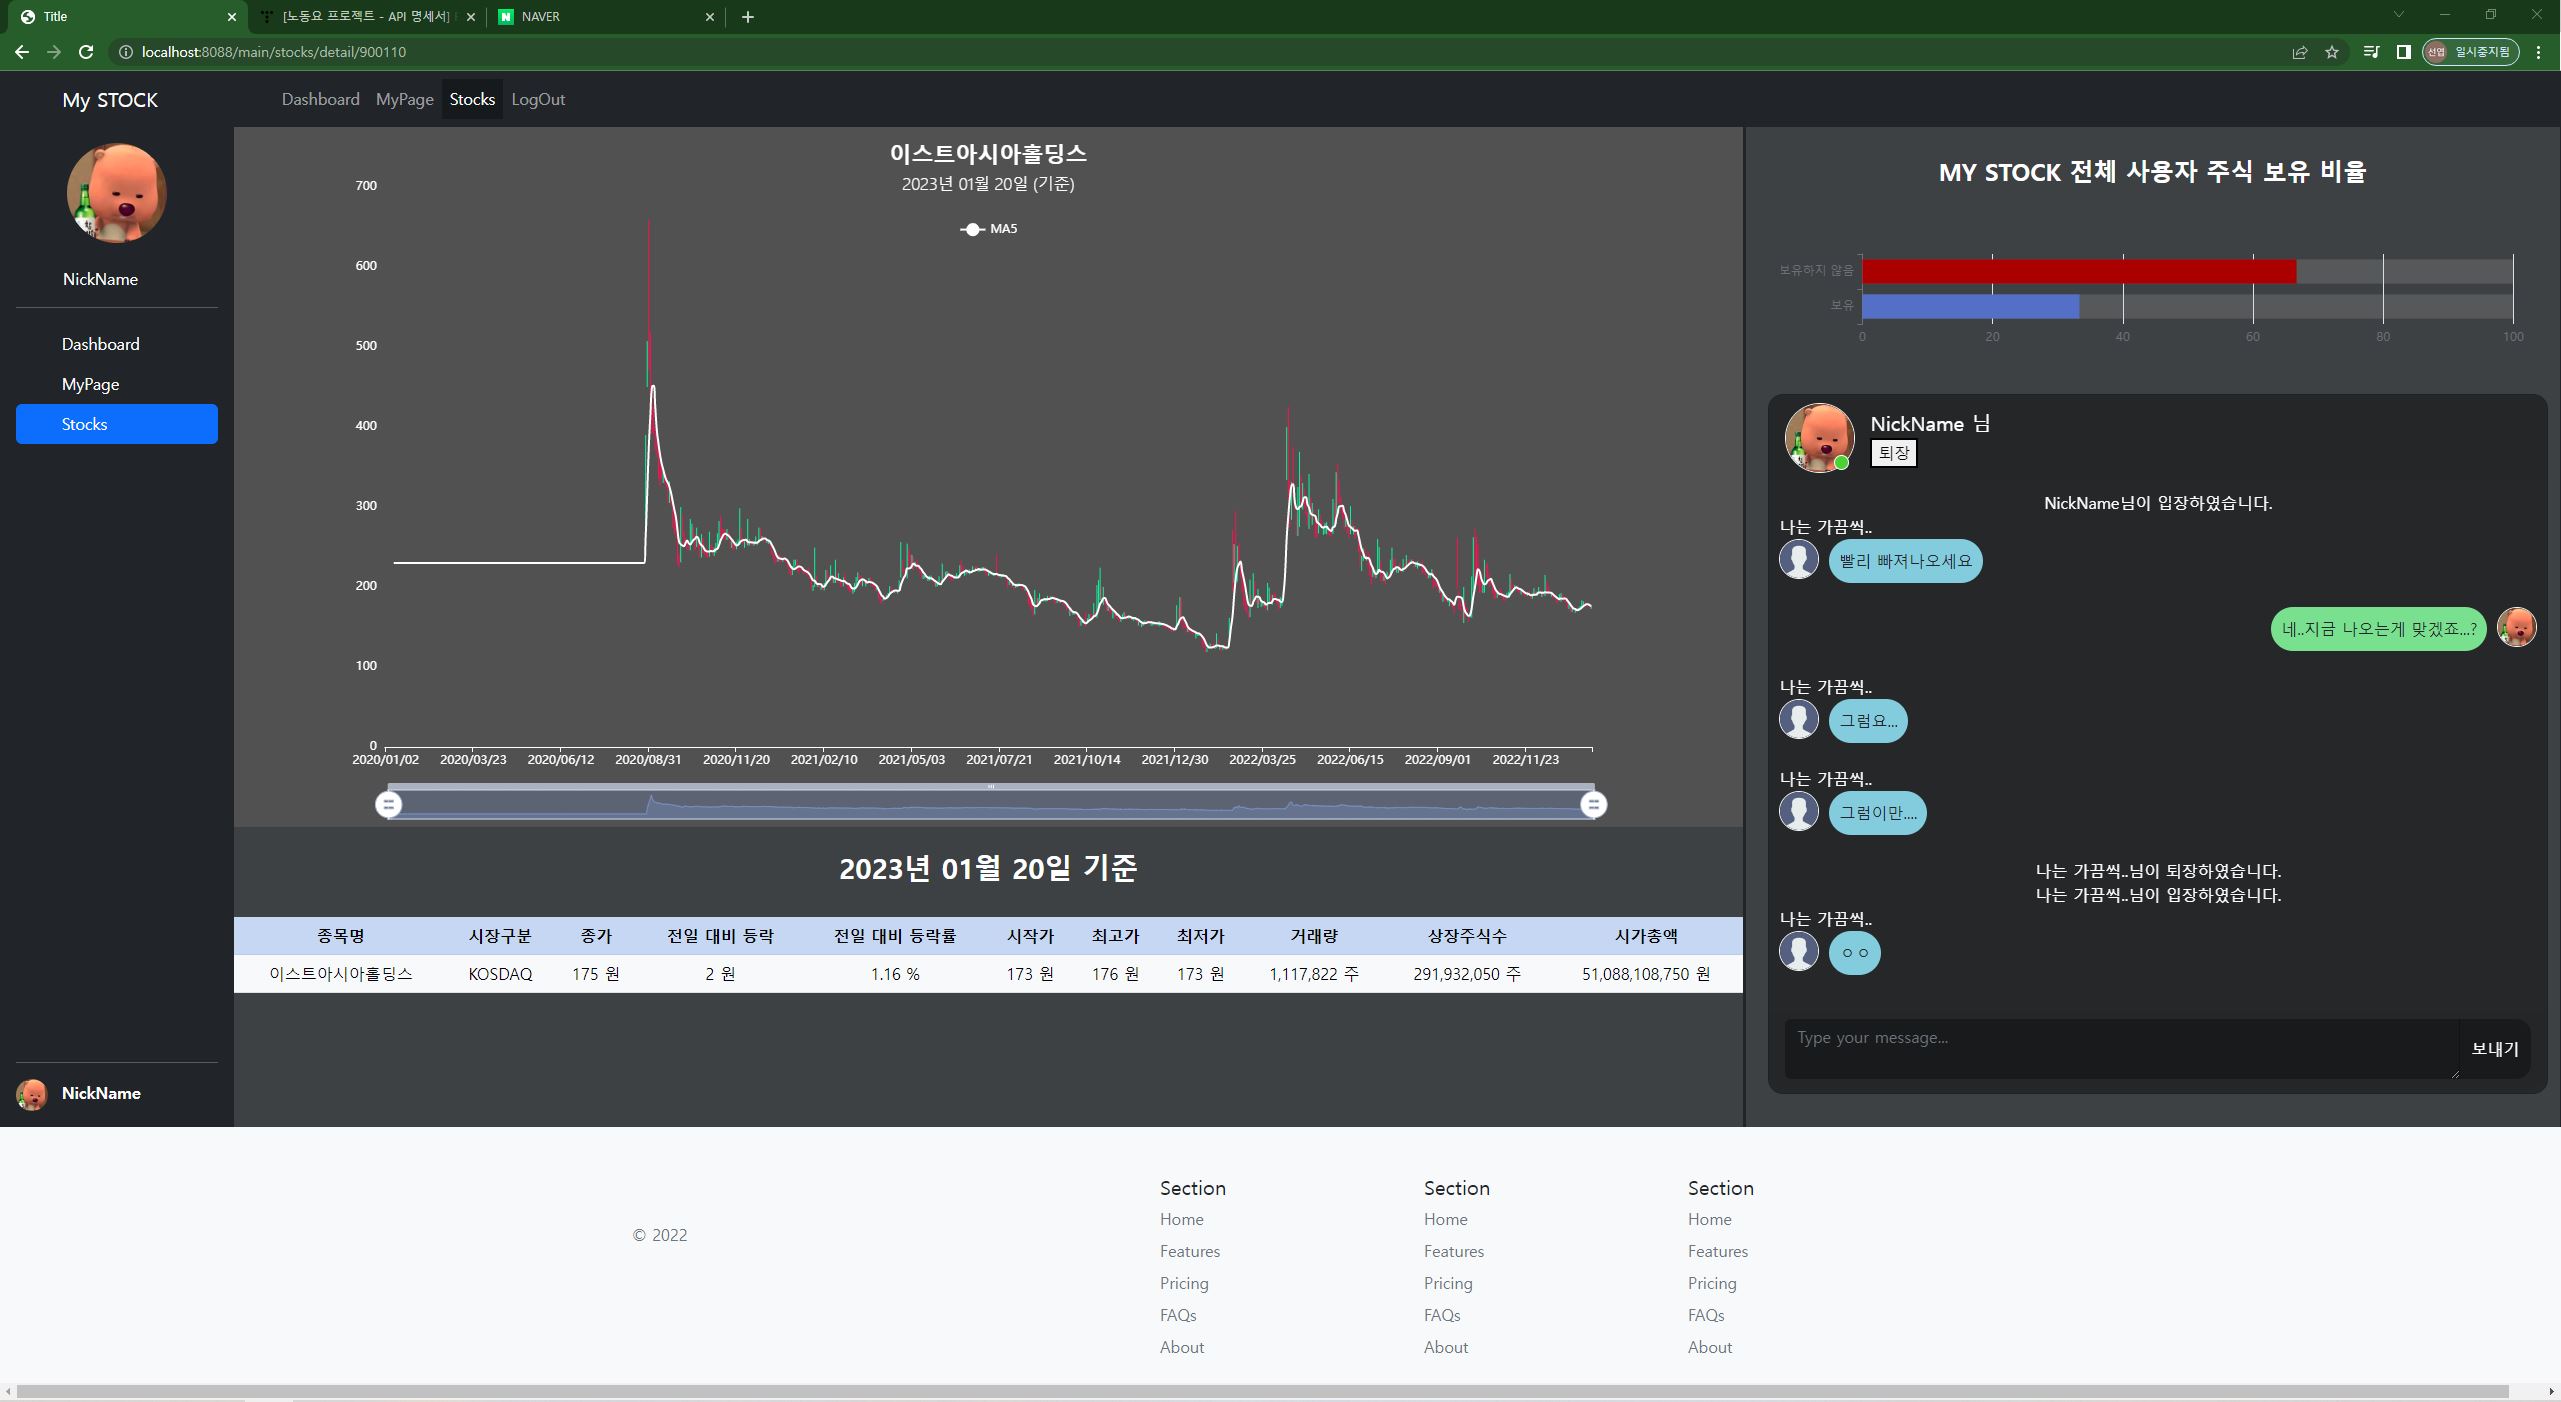 Title
[노동요 프로젝트 - API 명세서]
NAVER
localhost:8088/main/stocks/detail/900110
선엽 일시중지됨
My STOCK
Dashboard MyPage Stocks LogOut
NickName
Dashboard
MyPage
Stocks
NickName
이스트아시아홀딩스
2023년 01월 20일 (기준)
MA5
700
600
500
400
300
200
100
0
2020/01/02 2020/03/23 2020/06/12 2020/08/31 2020/11/20 2021/02/10 2021/05/03 2021/07/21 2021/10/14 2021/12/30 2022/03/25 2022/06/15 2022/09/01 2022/11/23
2023년 01월 20일 기준
종목명 시장구분 종가 전일 대비 등락 전일 대비 등락률 시작가 최고가 최저가 거래량 상장주식수 시가총액
이스트아시아홀딩스 KOSDAQ 175 원 2 원 1.16 % 173 원 176 원 173 원 1,117,822 주 291,932,050 주 51,088,108,750 원
MY STOCK 전체 사용자 주식 보유 비율
보유하지 않음
보유
0 20 40 60 80 100
NickName 님
퇴장
NickName님이 입장하였습니다.
나는 가끔씩..
빨리 빠져나오세요
네..지금 나오는게 맞겠죠...?
나는 가끔씩..
그럼요...
나는 가끔씩..
그럼이만....
나는 가끔씩..님이 퇴장하였습니다.
나는 가끔씩..님이 입장하였습니다.
나는 가끔씩..
ㅇㅇ
Type your message...
보내기
© 2022
Section
Home
Features
Pricing
FAQs
About
Section
Home
Features
Pricing
FAQs
About
Section
Home
Features
Pricing
FAQs
About